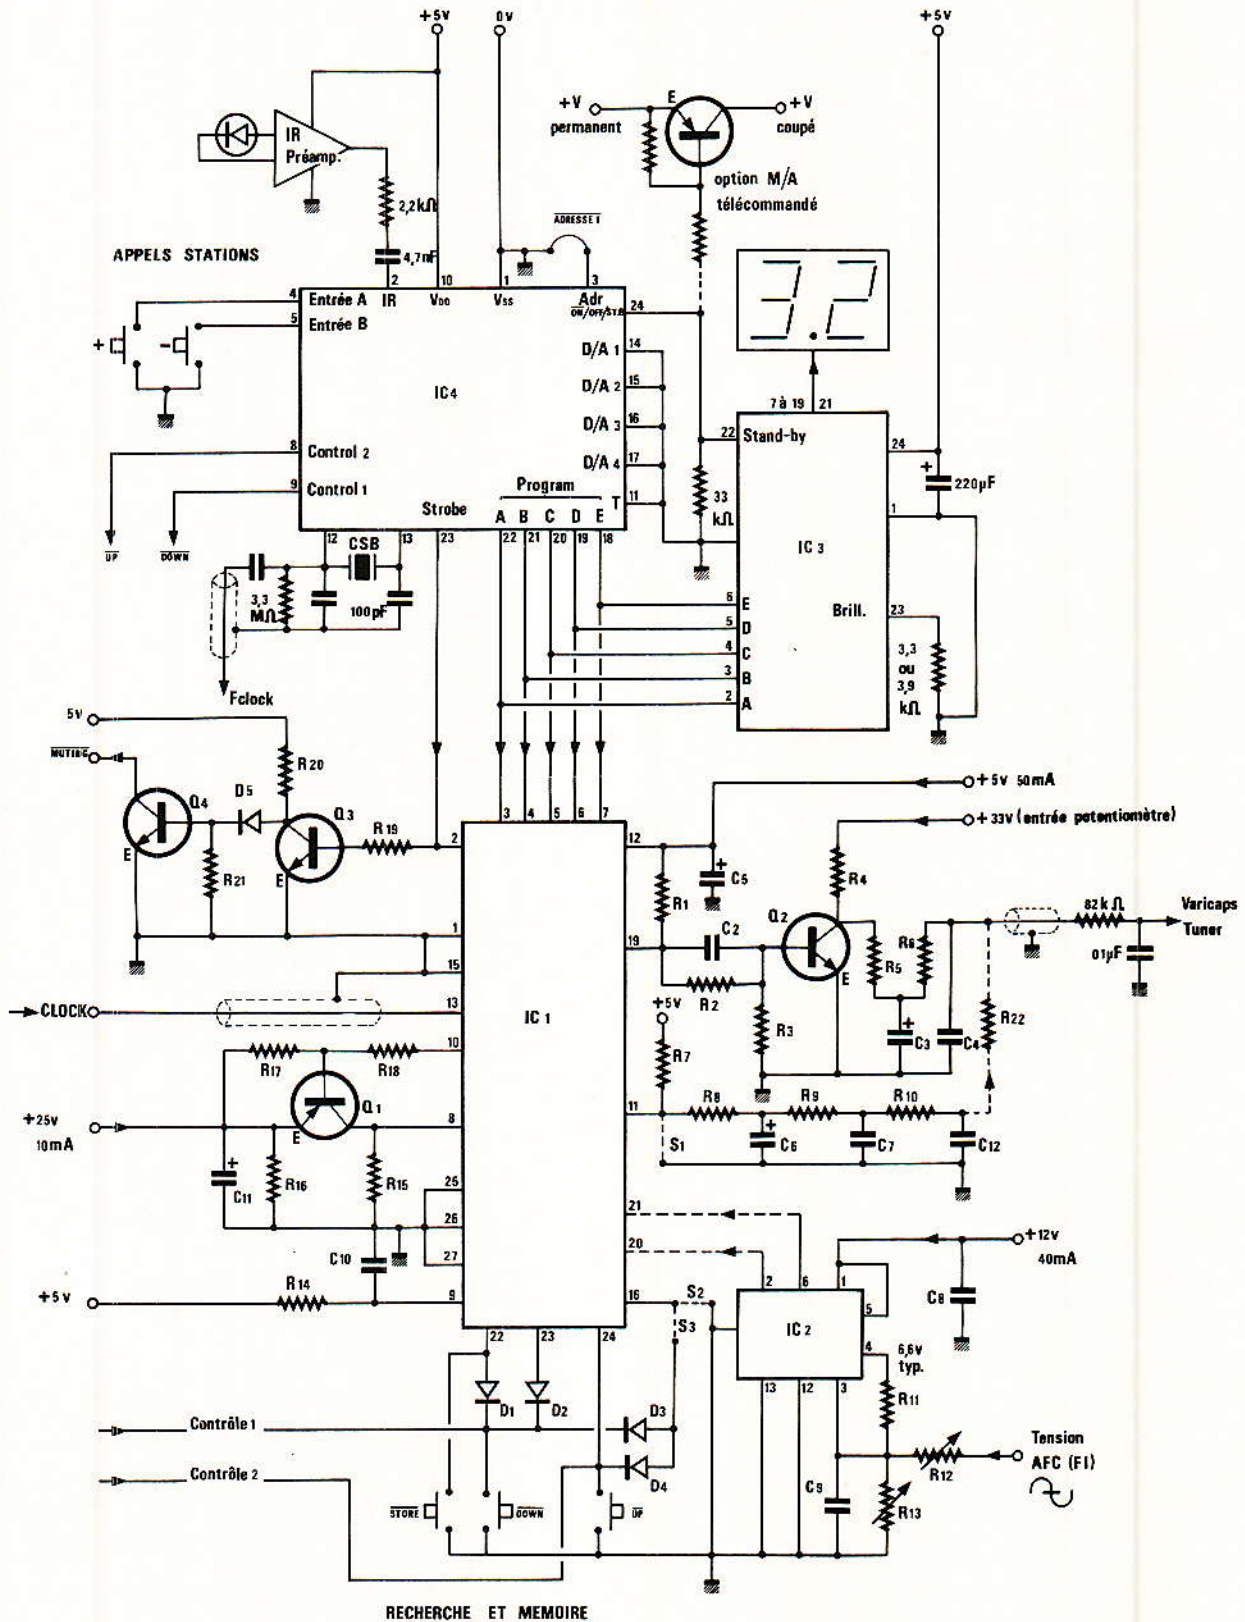 +5V
0V
+5V
E
+V
permanent
+V
coupé
IR
Préamp.
option M/A
télécommandé
2,2kΩ
ADRESSE 1
APPELS STATIONS
4,7nF
2
10
1
3
4
Entrée A
IR
VDD
VSS
Adr
ON/OFF/ST.B
24
5
Entrée B
+
-
D/A 1
14
3.2
D/A 2
15
IC4
7 à 19
21
D/A 3
16
22
Stand-by
24
8
Control 2
D/A 4
17
+
220µF
9
Control 1
Program
T
11
33
kΩ
1
Strobe
A
B
C
D
E
IC 3
UP
DOWN
12
CSB
13
23
22
21
20
19
18
3,3
MΩ
100pF
6
E
Brill.
23
5
D
4
C
3,3
ou
3,9
kΩ
3
B
2
A
Fclock
5V
MUTING
R20
+5V 50mA
Q4
D5
Q3
+33V (entrée potentiomètre)
R19
3
4
5
6
7
2
12
E
E
R21
+
C5
R4
R1
82kΩ
Varicaps
Tuner
C2
Q2
1
19
R5
R6
01µF
15
R2
E
+5V
CLOCK
13
IC 1
R3
+
C3
C4
R22
R7
10
R17
R18
Q1
R8
R9
R10
+25V
10mA
E
8
11
S1
+
C6
C7
C12
+
C11
R16
R15
25
26
27
21
20
C10
+12V
40mA
R14
2
6
1
C8
+5V
9
16
S2
5
S3
IC 2
22
23
24
4
6,6V
typ.
13
12
3
R11
D1
D2
D3
Contrôle 1
Tension
AFC (FI)
R12
Contrôle 2
D4
C9
R13
STORE
DOWN
UP
RECHERCHE ET MEMOIRE